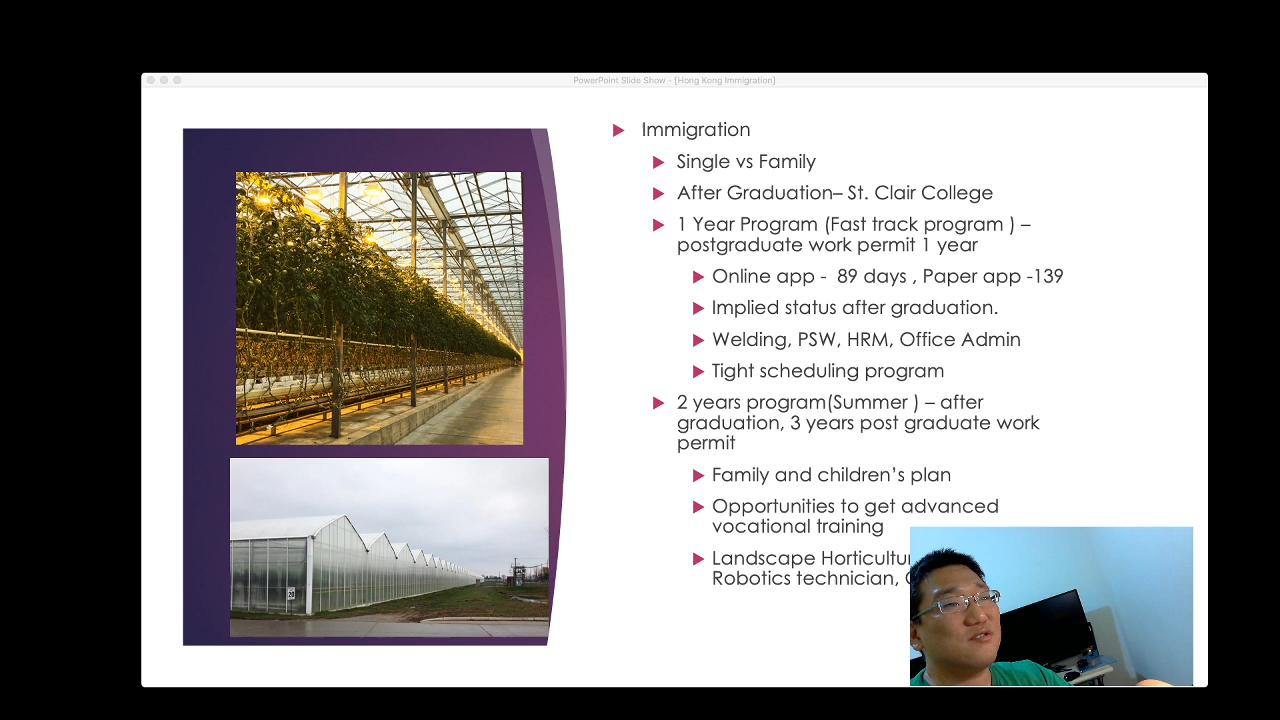 PowerPoint Slide Show - [Hong Kong Immigration]
Immigration
Single vs Family
After Graduation– St. Clair College
1 Year Program (Fast track program ) –
postgraduate work permit 1 year
Online app - 89 days , Paper app -139
Implied status after graduation.
Welding, PSW, HRM, Office Admin
Tight scheduling program
2 years program(Summer ) – after
graduation, 3 years post graduate work
permit
Family and children’s plan
Opportunities to get advanced
vocational training
Landscape
Robotics technician,